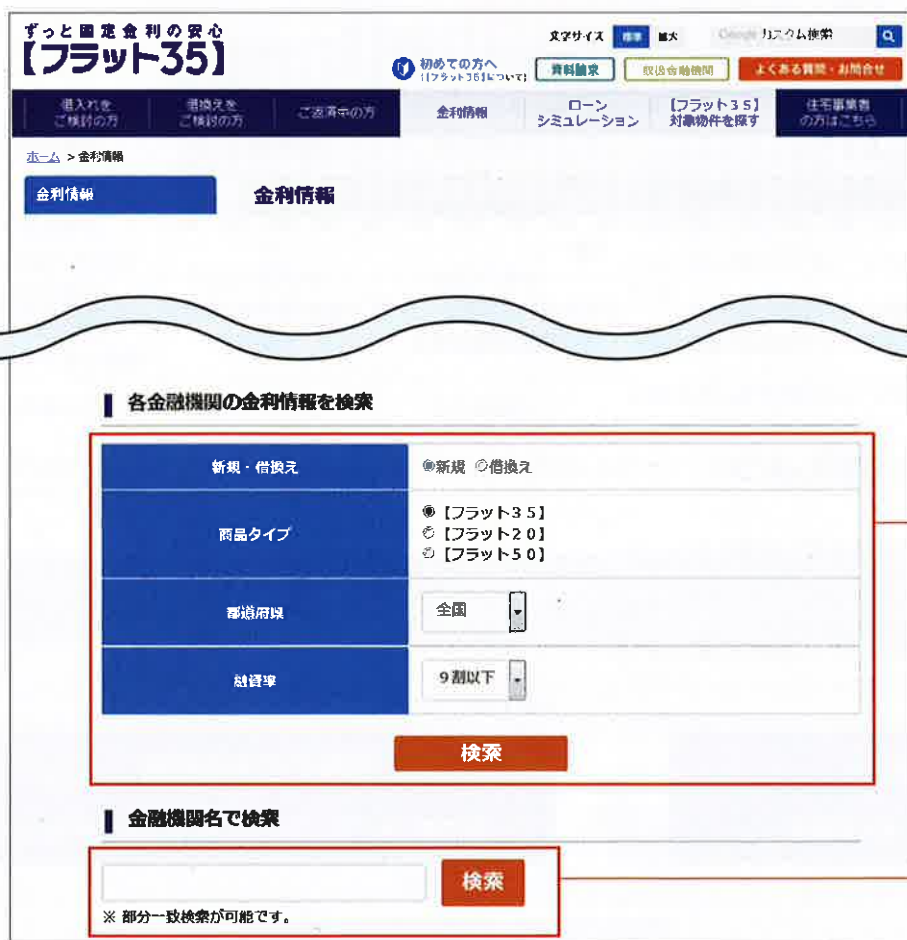 ずっと固定金利の安心
【フラット35】
文字サイズ 標準 拡大 Google カスタム検索
初めての方へ
(【フラット35】について)
資料請求 取扱金融機関 よくある質問・お問合せ
借入れを
ご検討の方
借換えを
ご検討の方
ご返済中の方
金利情報
ローン
シミュレーション
【フラット35】
対象物件を探す
住宅事業者
の方はこちら
ホーム > 金利情報
金利情報
金利情報
各金融機関の金利情報を検索
新規・借換え ◉新規 ○借換え
商品タイプ
◉【フラット35】
○【フラット20】
○【フラット50】
都道府県 全国
融資率 9割以下
検索
金融機関名で検索
検索
※ 部分一致検索が可能です。